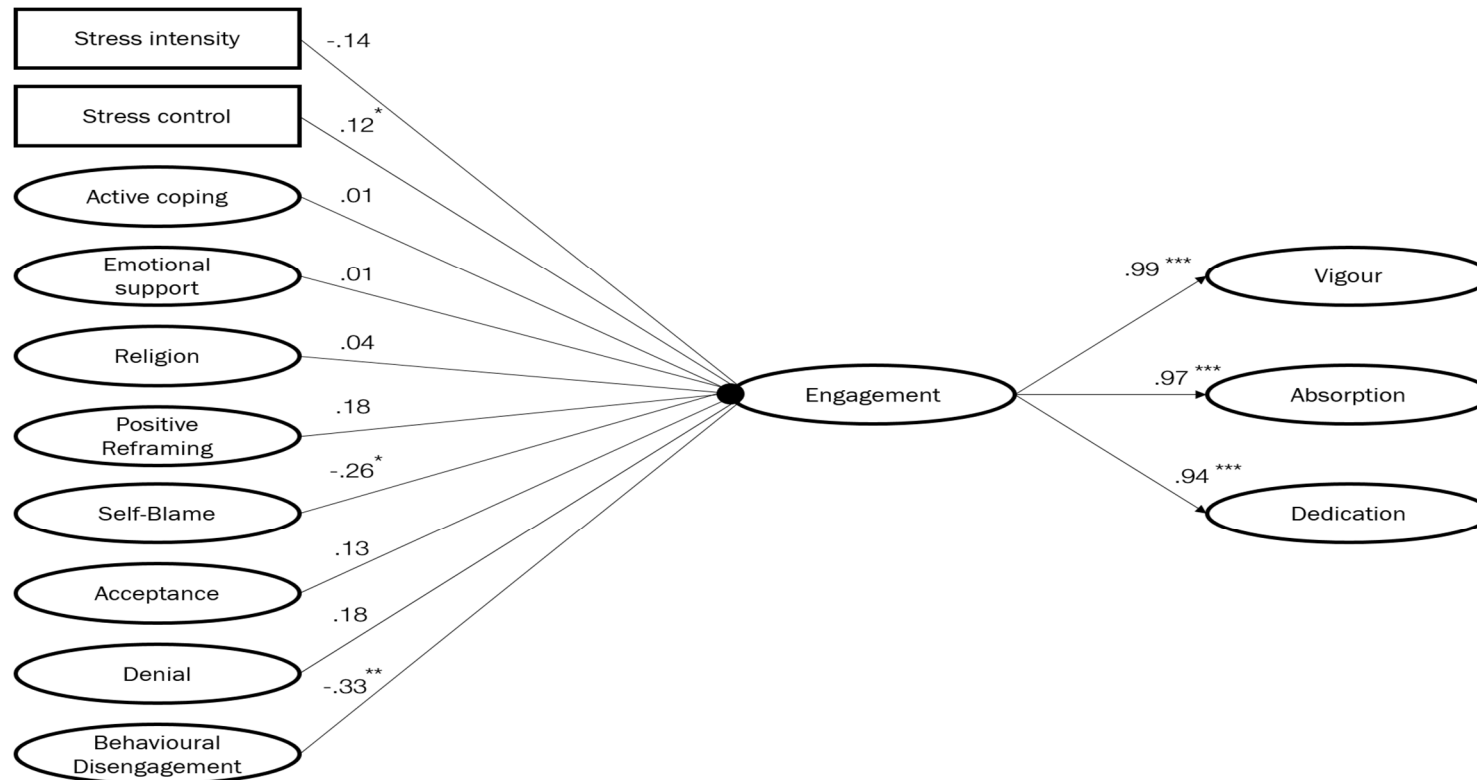 Stress intensity
-.14
Stress control
.12*
Active coping
.01
Emotional
support
.01
Religion
.04
Positive
Reframing
.18
Self-Blame
-.26*
Acceptance
.13
Denial
.18
Behavioural
Disengagement
-.33**
Engagement
.99 ***
Vigour
.97 ***
Absorption
.94 ***
Dedication